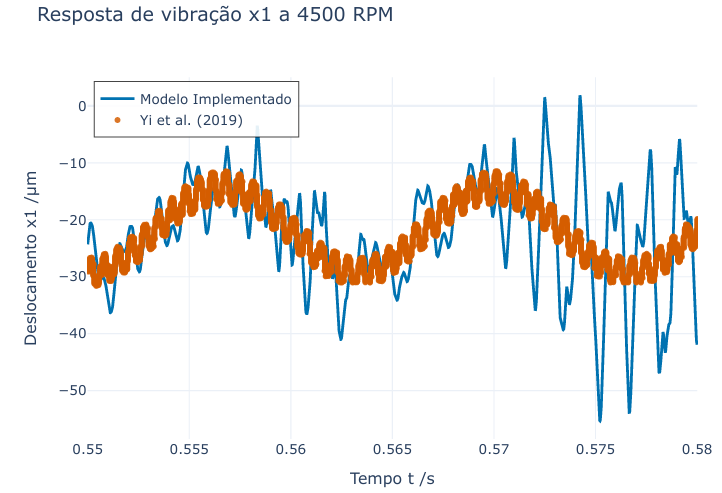 Resposta de vibração x1 a 4500 RPM
Modelo Implementado
Yi et al. (2019)
Deslocamento x1 /μm
0
−10
−20
−30
−40
−50
0.55
0.555
0.56
0.565
0.57
0.575
0.58
Tempo t /s